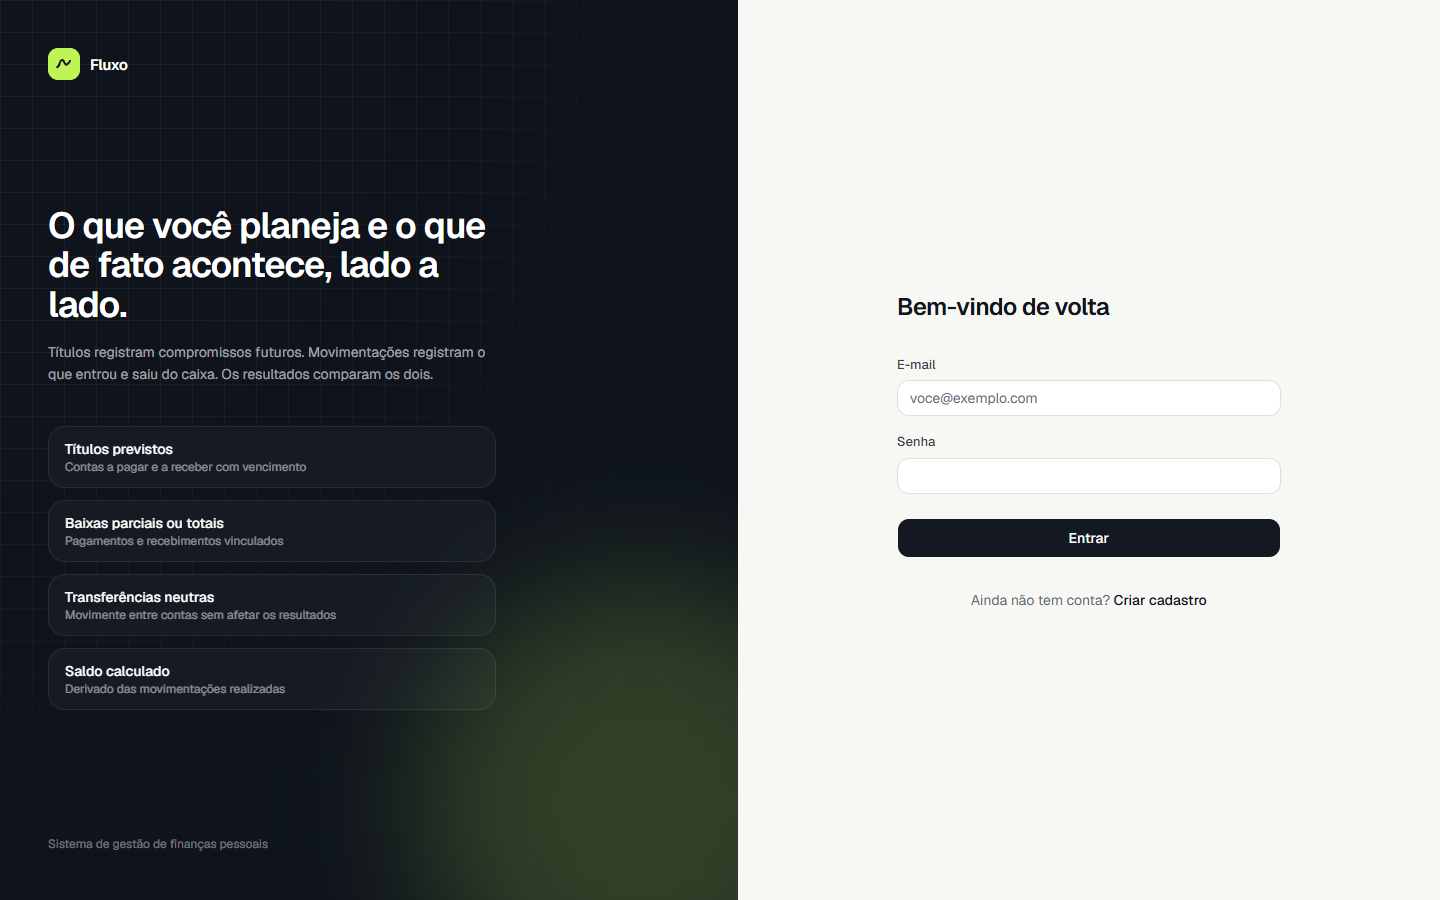 Fluxo
O que você planeja e o que
de fato acontece, lado a
lado.
Títulos registram compromissos futuros. Movimentações registram o
que entrou e saiu do caixa. Os resultados comparam os dois.
Títulos previstos
Contas a pagar e a receber com vencimento
Baixas parciais ou totais
Pagamentos e recebimentos vinculados
Transferências neutras
Movimente entre contas sem afetar os resultados
Saldo calculado
Derivado das movimentações realizadas
Sistema de gestão de finanças pessoais
Bem-vindo de volta
E-mail
voce@exemplo.com
Senha
Entrar
Ainda não tem conta? Criar cadastro